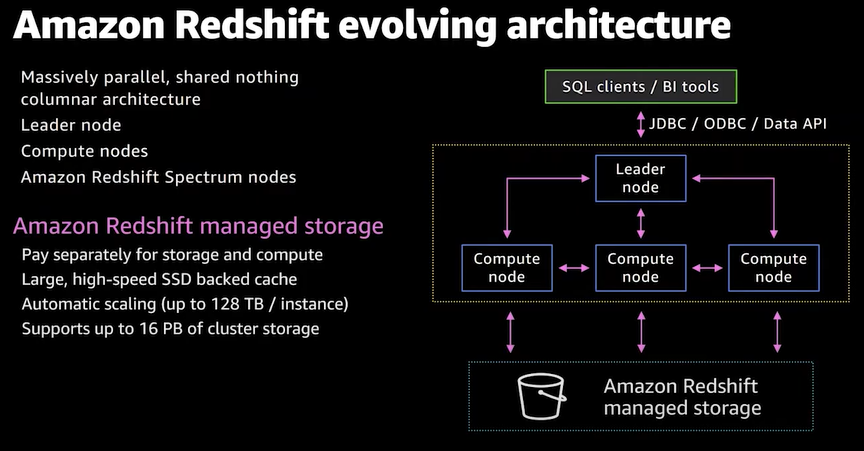 Amazon Redshift evolving architecture
Massively parallel, shared nothing
columnar architecture
Leader node
Compute nodes
Amazon Redshift Spectrum nodes
Amazon Redshift managed storage
Pay separately for storage and compute
Large, high-speed SSD backed cache
Automatic scaling (up to 128 TB / instance)
Supports up to 16 PB of cluster storage
SQL clients / BI tools
JDBC / ODBC / Data API
Leader
node
Compute
node
Compute
node
Compute
node
Amazon Redshift
managed storage